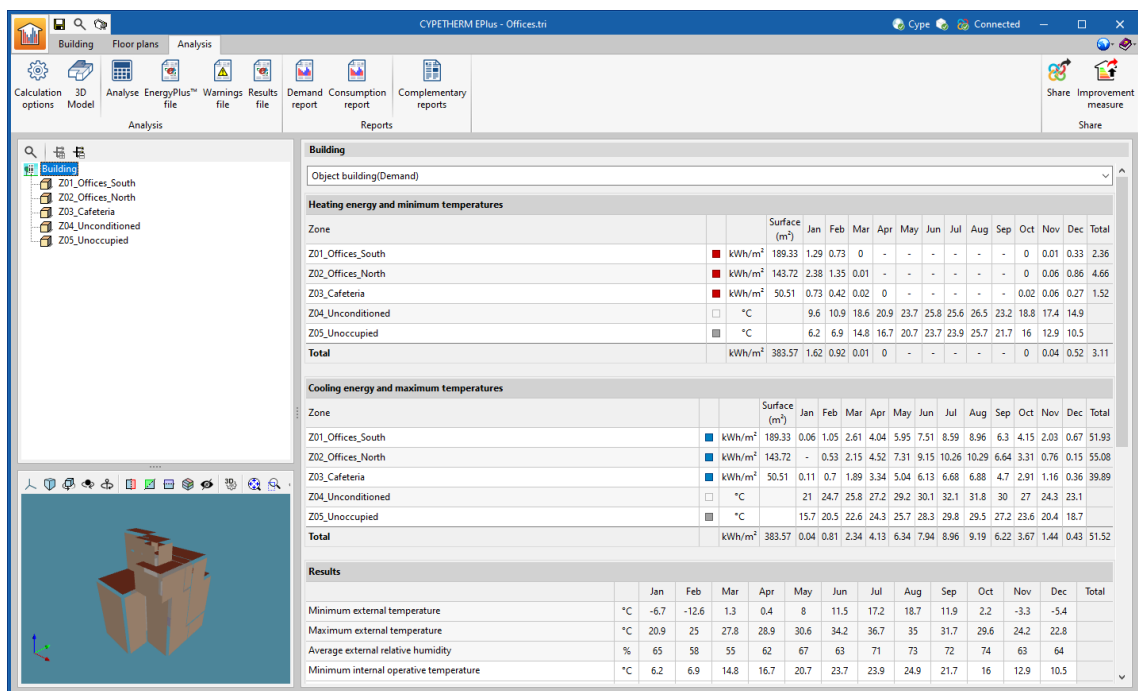 CYPETHERM EPlus - Offices.tri
Cype
Connected
Building Floor plans Analysis
Calculation options
3D Model
Analyse
EnergyPlus™ file
Warnings file
Results file
Demand report
Consumption report
Complementary reports
Share
Improvement measure
Analysis
Reports
Share
Building
Z01_Offices_South
Z02_Offices_North
Z03_Cafeteria
Z04_Unconditioned
Z05_Unoccupied
Building
Object building(Demand)
Heating energy and minimum temperatures
Zone Surface (m²) Jan Feb Mar Apr May Jun Jul Aug Sep Oct Nov Dec Total
Z01_Offices_South kWh/m² 189.33 1.29 0.73 0 - - - - - - 0 0.01 0.33 2.36
Z02_Offices_North kWh/m² 143.72 2.38 1.35 0.01 - - - - - - 0 0.06 0.86 4.66
Z03_Cafeteria kWh/m² 50.51 0.73 0.42 0.02 0 - - - - - 0.02 0.06 0.27 1.52
Z04_Unconditioned °C 9.6 10.9 18.6 20.9 23.7 25.8 25.6 26.5 23.2 18.8 17.4 14.9
Z05_Unoccupied °C 6.2 6.9 14.8 16.7 20.7 23.7 23.9 25.7 21.7 16 12.9 10.5
Total kWh/m² 383.57 1.62 0.92 0.01 0 - - - - - 0 0.04 0.52 3.11
Cooling energy and maximum temperatures
Zone Surface (m²) Jan Feb Mar Apr May Jun Jul Aug Sep Oct Nov Dec Total
Z01_Offices_South kWh/m² 189.33 0.06 1.05 2.61 4.04 5.95 7.51 8.59 8.96 6.3 4.15 2.03 0.67 51.93
Z02_Offices_North kWh/m² 143.72 - 0.53 2.15 4.52 7.31 9.15 10.26 10.29 6.64 3.31 0.76 0.15 55.08
Z03_Cafeteria kWh/m² 50.51 0.11 0.7 1.89 3.34 5.04 6.13 6.68 6.88 4.7 2.91 1.16 0.36 39.89
Z04_Unconditioned °C 21 24.7 25.8 27.2 29.2 30.1 32.1 31.8 30 27 24.3 23.1
Z05_Unoccupied °C 15.7 20.5 22.6 24.3 25.7 28.3 29.8 29.5 27.2 23.6 20.4 18.7
Total kWh/m² 383.57 0.04 0.81 2.34 4.13 6.34 7.94 8.96 9.19 6.22 3.67 1.44 0.43 51.52
Results
Jan Feb Mar Apr May Jun Jul Aug Sep Oct Nov Dec Total
Minimum external temperature °C -6.7 -12.6 1.3 0.4 8 11.5 17.2 18.7 11.9 2.2 -3.3 -5.4
Maximum external temperature °C 20.9 25 27.8 28.9 30.6 34.2 36.7 35 31.7 29.6 24.2 22.8
Average external relative humidity % 65 58 55 62 67 63 71 73 72 74 63 64
Minimum internal operative temperature °C 6.2 6.9 14.8 16.7 20.7 23.7 23.9 24.9 21.7 16 12.9 10.5